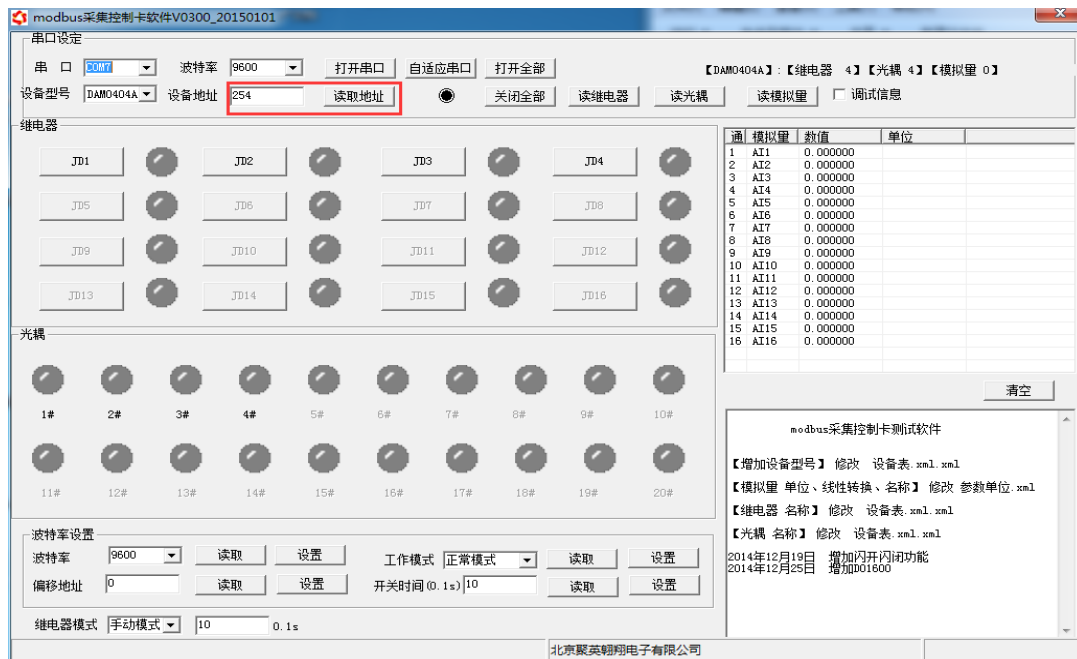 modbus采集控制卡软件V0300_20150101
串口设定
串 口 COM7 波特率 9600 打开串口 自适应串口 打开全部 【DAM0404A】:【继电器 4】【光耦 4】【模拟量 0】
设备型号 DAM0404A 设备地址 254 读取地址 关闭全部 读继电器 读光耦 读模拟量 调试信息
继电器
JD1 JD2 JD3 JD4
JD5 JD6 JD7 JD8
JD9 JD10 JD11 JD12
JD13 JD14 JD15 JD16
光耦
1# 2# 3# 4# 5# 6# 7# 8# 9# 10#
11# 12# 13# 14# 15# 16# 17# 18# 19# 20#
波特率设置
波特率 9600 读取 设置 工作模式 正常模式 读取 设置
偏移地址 0 读取 设置 开关时间(0.1s) 10 读取 设置
继电器模式 手动模式 10 0.1s
通 模拟量 数值 单位
1 AI1 0.000000
2 AI2 0.000000
3 AI3 0.000000
4 AI4 0.000000
5 AI5 0.000000
6 AI6 0.000000
7 AI7 0.000000
8 AI8 0.000000
9 AI9 0.000000
10 AI10 0.000000
11 AI11 0.000000
12 AI12 0.000000
13 AI13 0.000000
14 AI14 0.000000
15 AI15 0.000000
16 AI16 0.000000
清空
modbus采集控制卡测试软件
【增加设备型号】 修改 设备表.xml.xml
【模拟量 单位、线性转换、名称】 修改 参数单位.xml
【继电器 名称】 修改 设备表.xml.xml
【光耦 名称】 修改 设备表.xml.xml
2014年12月19日 增加闪开闪闭功能
2014年12月25日 增加DO1600
北京聚英翱翔电子有限公司